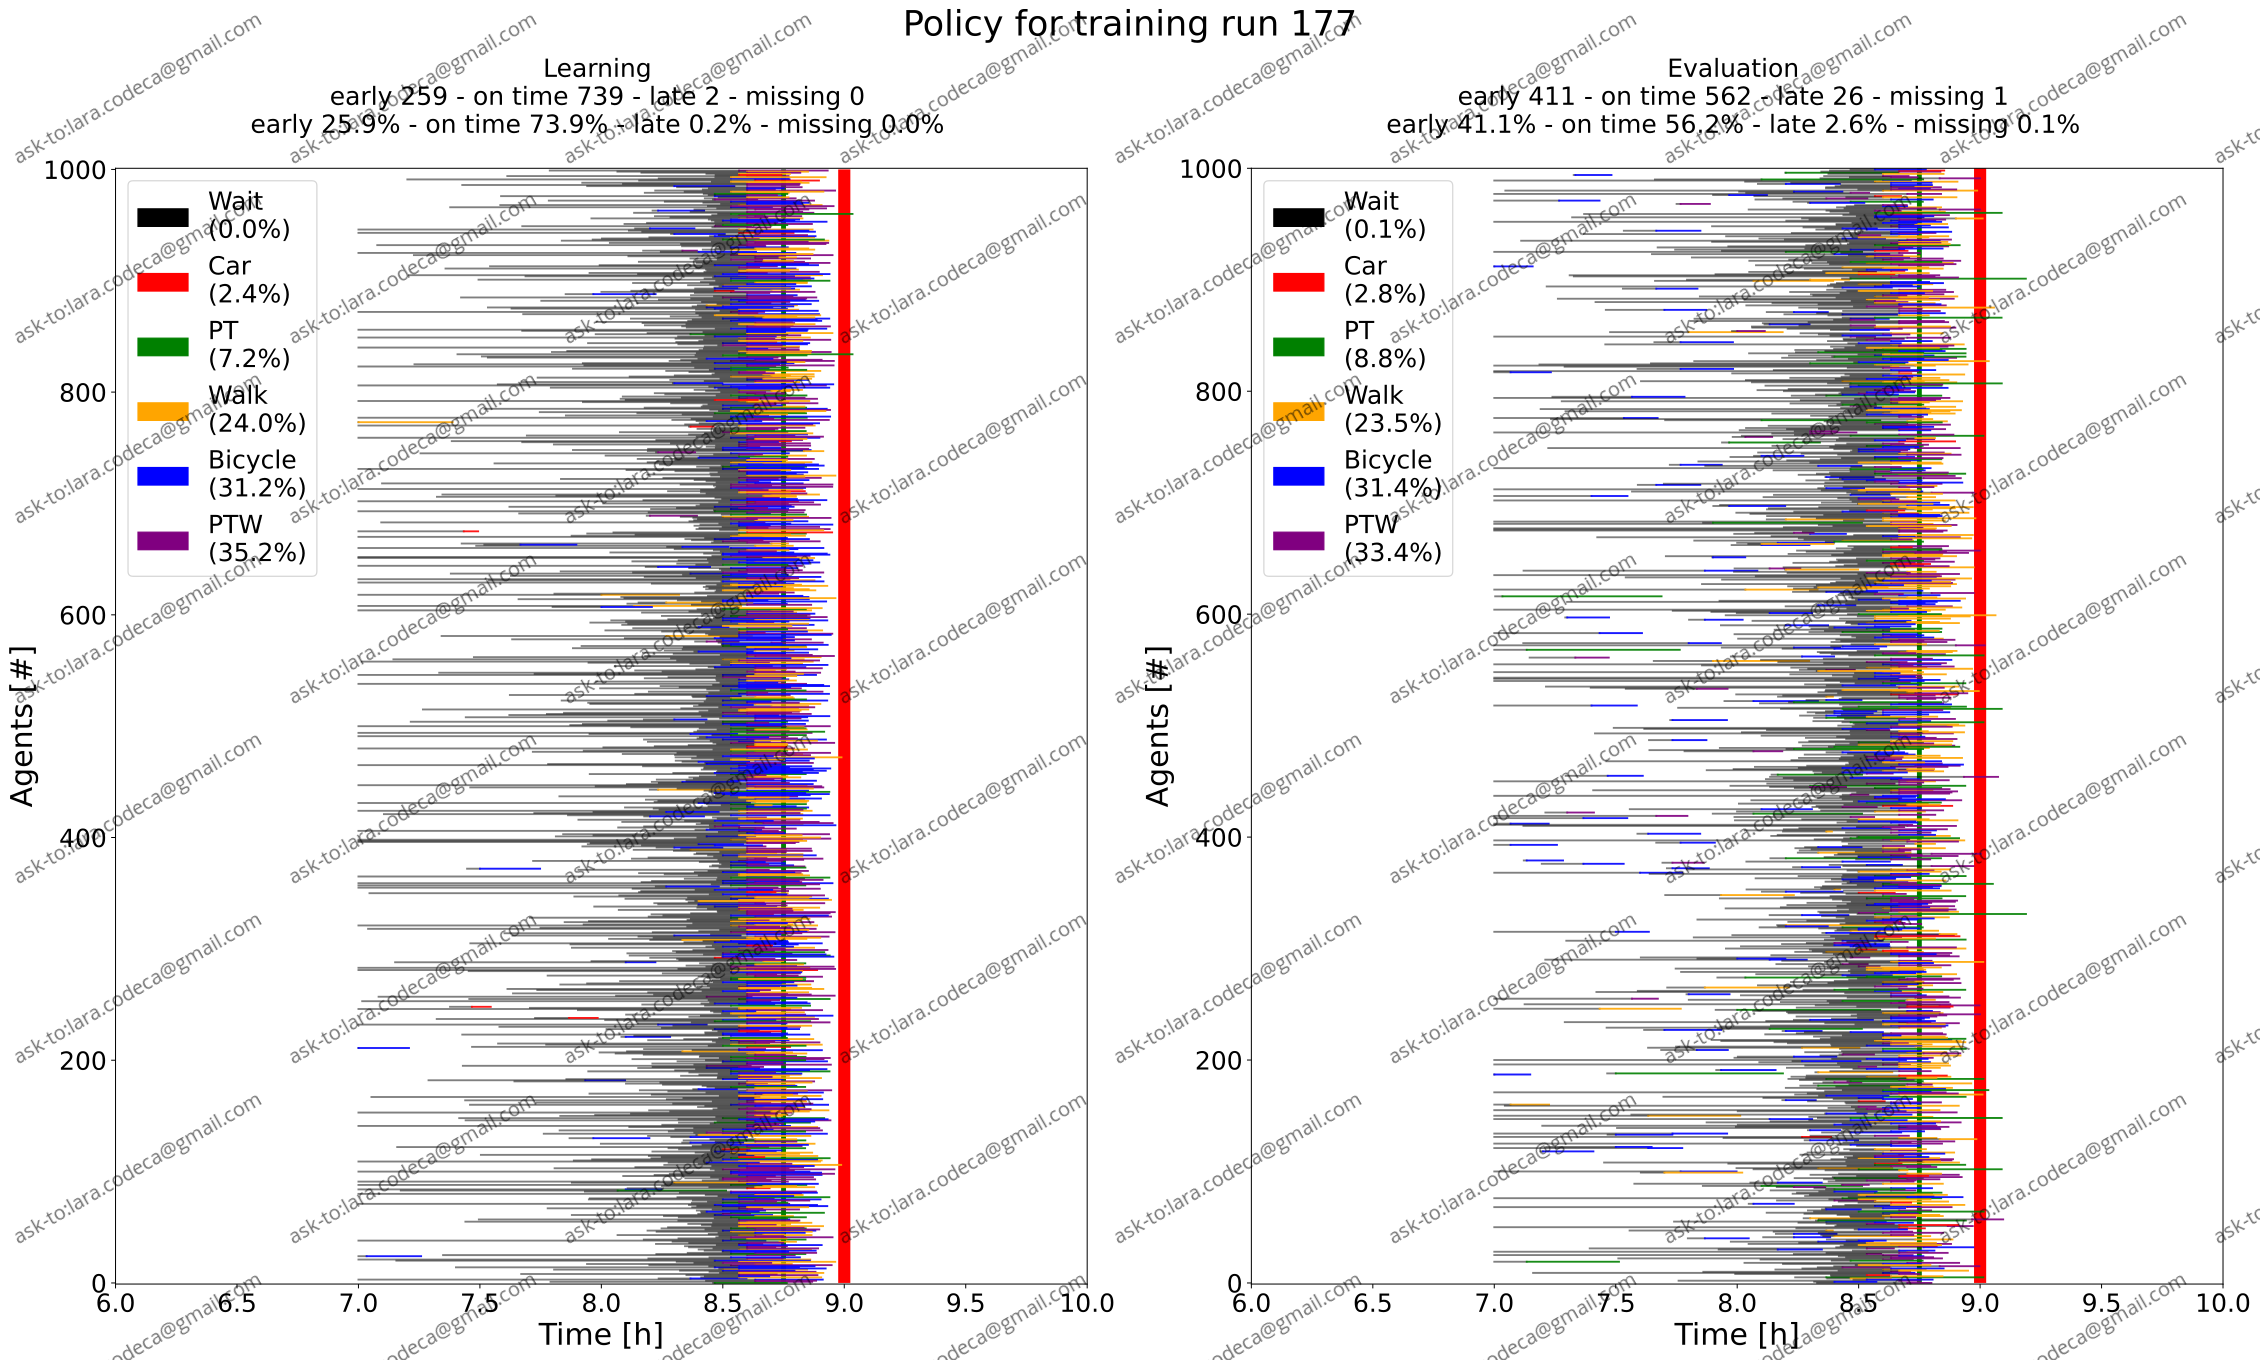 Policy for training run 177
Learning
early 259 - on time 739 - late 2 - missing 0
early 25.9% - on time 73.9% - late 0.2% - missing 0.0%
Wait
(0.0%)
Car
(2.4%)
PT
(7.2%)
Walk
(24.0%)
Bicycle
(31.2%)
PTW
(35.2%)
Agents [#]
1000
800
600
400
200
0
6.0 6.5 7.0 7.5 8.0 8.5 9.0 9.5 10.0
Time [h]
Evaluation
early 411 - on time 562 - late 26 - missing 1
early 41.1% - on time 56.2% - late 2.6% - missing 0.1%
Wait
(0.1%)
Car
(2.8%)
PT
(8.8%)
Walk
(23.5%)
Bicycle
(31.4%)
PTW
(33.4%)
Agents [#]
1000
800
600
400
200
0
6.0 6.5 7.0 7.5 8.0 8.5 9.0 9.5 10.0
Time [h]
ask-to:lara.codeca@gmail.com